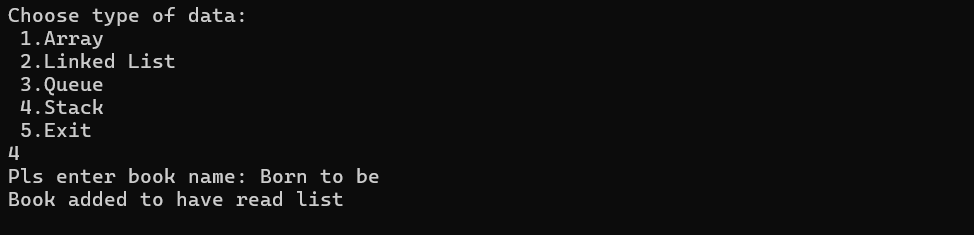 Choose type of data:
 1.Array
 2.Linked List
 3.Queue
 4.Stack
 5.Exit
4
Pls enter book name: Born to be
Book added to have read list